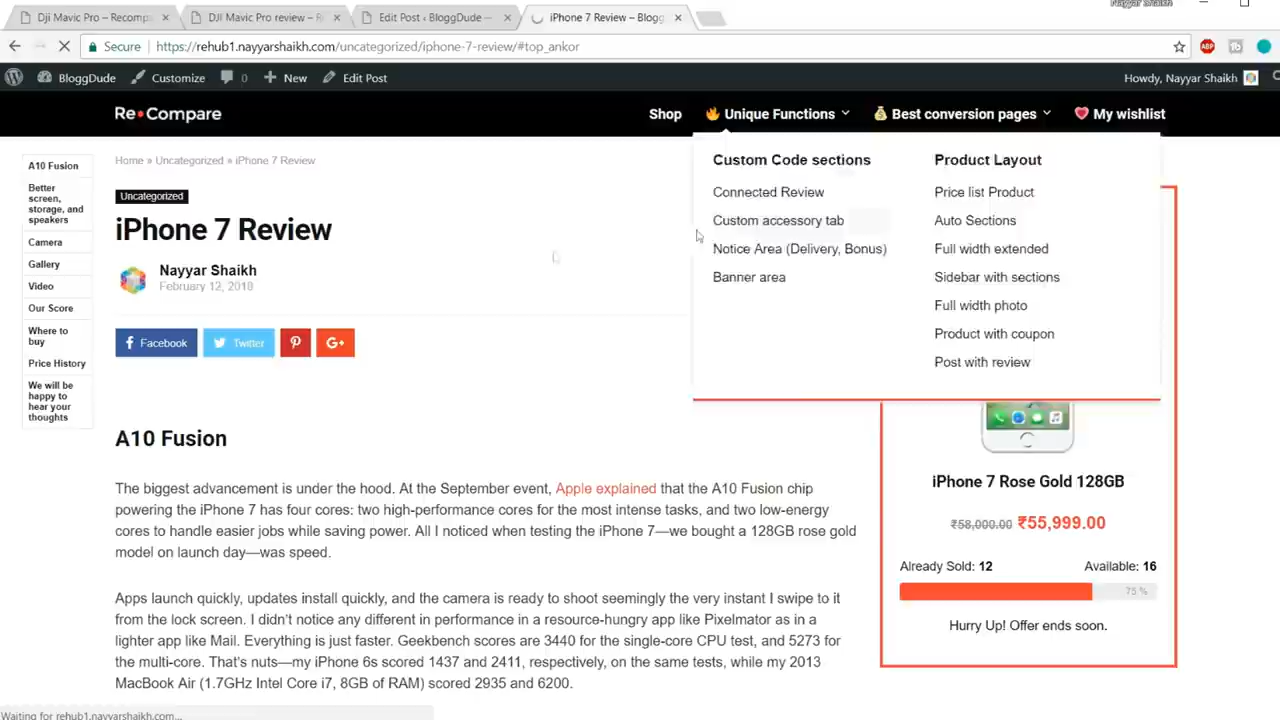 Nayyar Shaikh
Dji Mavic Pro – Recomp
DJI Mavic Pro review – R
Edit Post ‹ BloggDude —
iPhone 7 Review – Blogg
Secure
https://rehub1.nayyarshaikh.com/uncategorized/iphone-7-review/#top_ankor
ABP
BloggDude
Customize
0
New
Edit Post
Howdy, Nayyar Shaikh
Re•Compare
Shop
Unique Functions
Best conversion pages
My wishlist
A10 Fusion
Better
screen,
storage, and
speakers
Camera
Gallery
Video
Our Score
Where to
buy
Price History
We will be
happy to
hear your
thoughts
Home » Uncategorized » iPhone 7 Review
Uncategorized
iPhone 7 Review
Nayyar Shaikh
February 12, 2018
Facebook
Twitter
G+
Custom Code sections
Connected Review
Custom accessory tab
Notice Area (Delivery, Bonus)
Banner area
Product Layout
Price list Product
Auto Sections
Full width extended
Sidebar with sections
Full width photo
Product with coupon
Post with review
A10 Fusion
The biggest advancement is under the hood. At the September event, Apple explained that the A10 Fusion chip
powering the iPhone 7 has four cores: two high-performance cores for the most intense tasks, and two low-energy
cores to handle easier jobs while saving power. All I noticed when testing the iPhone 7—we bought a 128GB rose gold
model on launch day—was speed.
Apps launch quickly, updates install quickly, and the camera is ready to shoot seemingly the very instant I swipe to it
from the lock screen. I didn't notice any different in performance in a resource-hungry app like Pixelmator as in a
lighter app like Mail. Everything is just faster. Geekbench scores are 3440 for the single-core CPU test, and 5273 for
the multi-core. That's nuts—my iPhone 6s scored 1437 and 2411, respectively, on the same tests, while my 2013
MacBook Air (1.7GHz Intel Core i7, 8GB of RAM) scored 2935 and 6200.
iPhone 7 Rose Gold 128GB
₹58,000.00 ₹55,999.00
Already Sold: 12
Available: 16
75 %
Hurry Up! Offer ends soon.
Waiting for rehub1.nayyarshaikh.com...